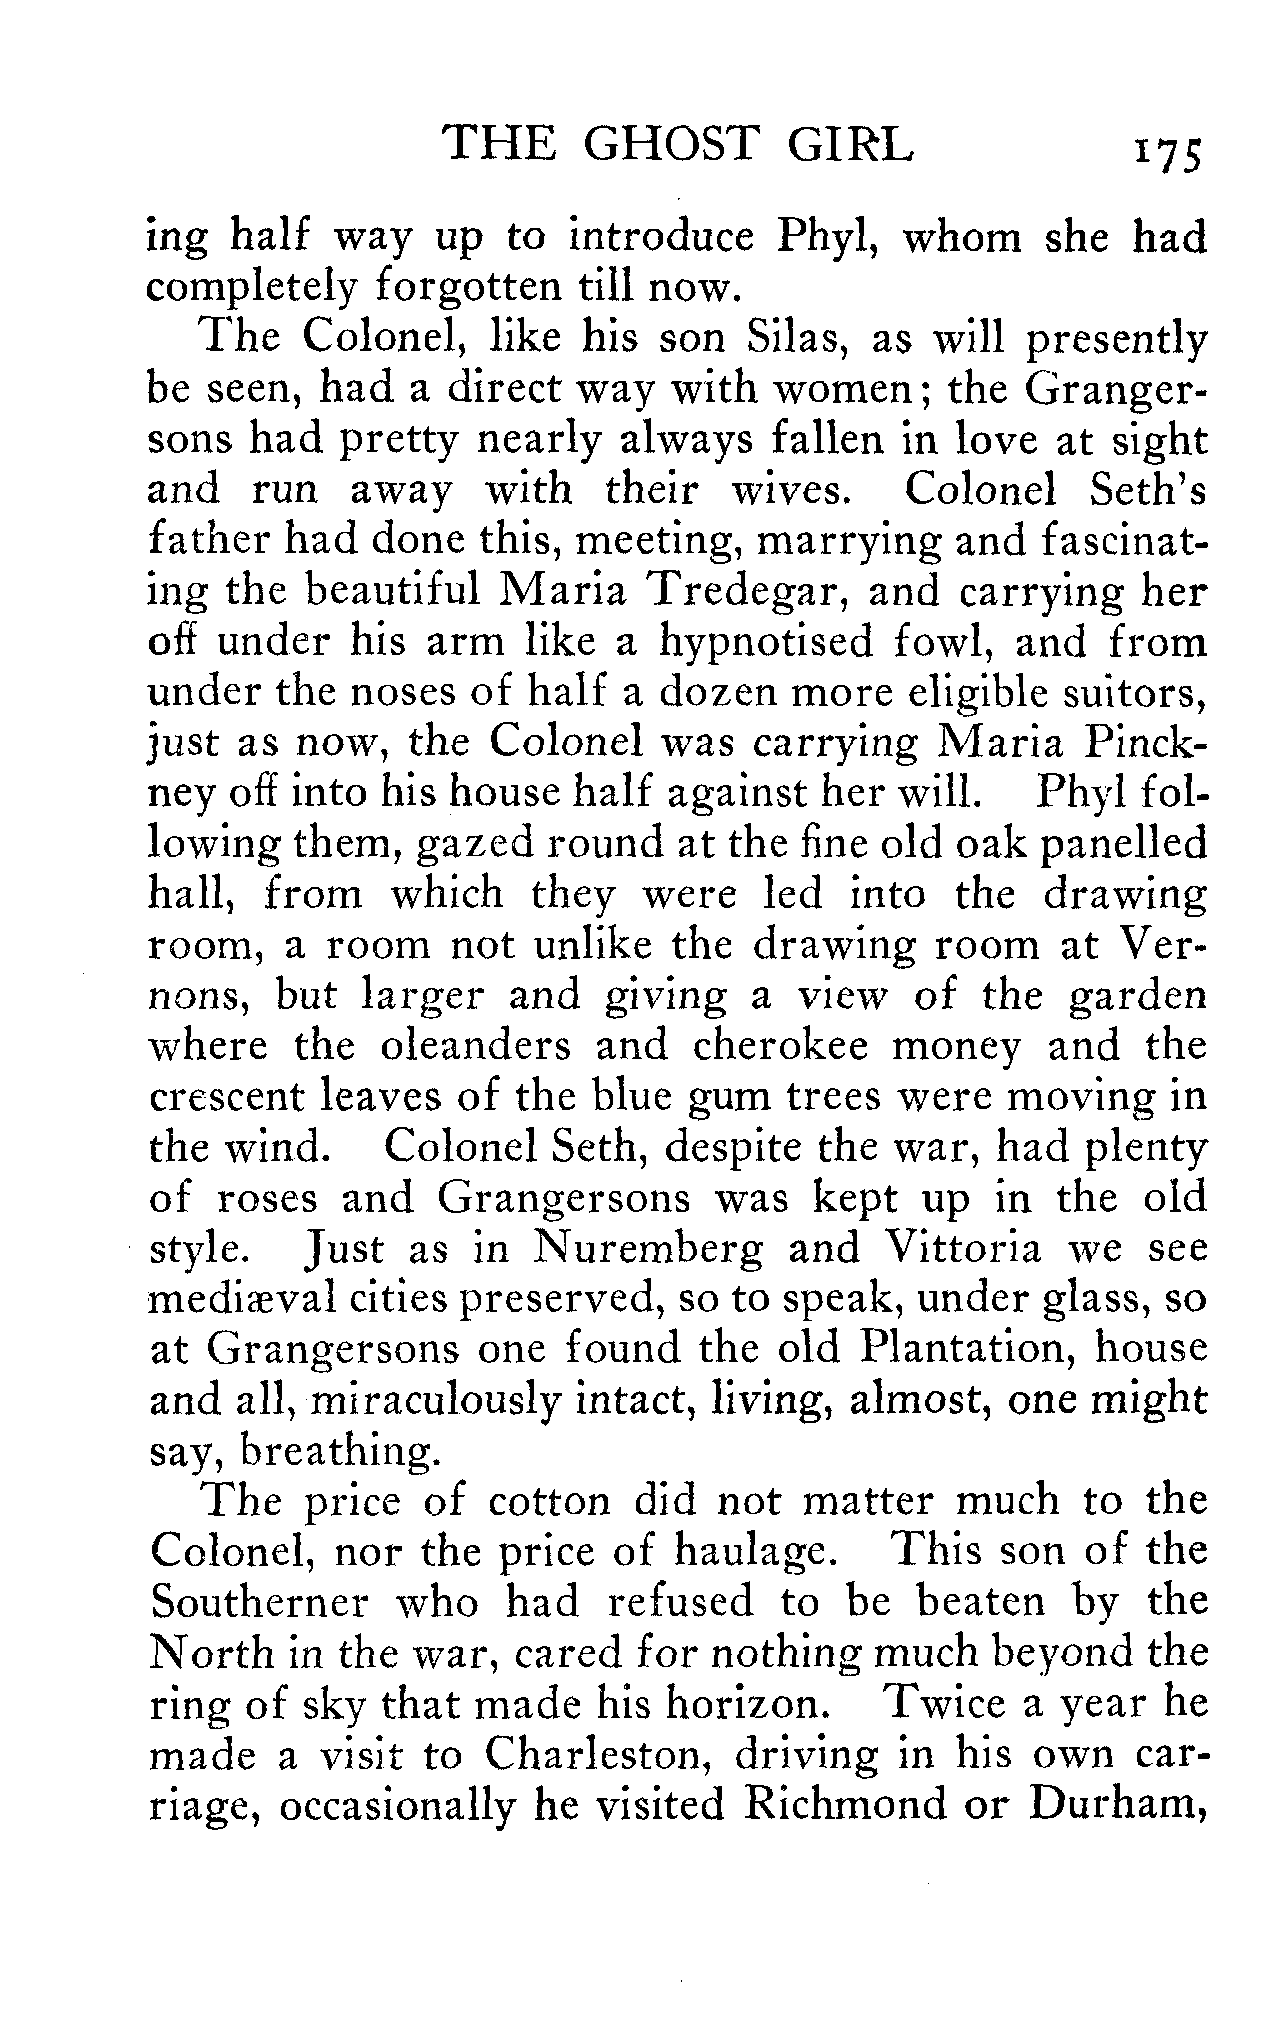 THE GHOST GIRL 175
ing half way up to introduce Phyl, whom she had
completely forgotten till now.
The Colonel, like his son Silas, as will presently
be seen, had a direct way with women; the Granger-
sons had pretty nearly always fallen in love at sight
and run away with their wives. Colonel Seth's
father had done this, meeting, marrying and fascinat-
ing the beautiful Maria Tredegar, and carrying her
off under his arm like a hypnotised fowl, and from
under the noses of half a dozen more eligible suitors,
just as now, the Colonel was carrying Maria Pinck-
ney off into his house half against her will. Phyl fol-
lowing them, gazed round at the fine old oak panelled
hall, from which they were led into the drawing
room, a room not unlike the drawing room at Ver-
nons, but larger and giving a view of the garden
where the oleanders and cherokee money and the
crescent leaves of the blue gum trees were moving in
the wind. Colonel Seth, despite the war, had plenty
of roses and Grangersons was kept up in the old
style. Just as in Nuremberg and Vittoria we see
mediæval cities preserved, so to speak, under glass, so
at Grangersons one found the old Plantation, house
and all, miraculously intact, living, almost, one might
say, breathing.
The price of cotton did not matter much to the
Colonel, nor the price of haulage. This son of the
Southerner who had refused to be beaten by the
North in the war, cared for nothing much beyond the
ring of sky that made his horizon. Twice a year he
made a visit to Charleston, driving in his own car-
riage, occasionally he visited Richmond or Durham,